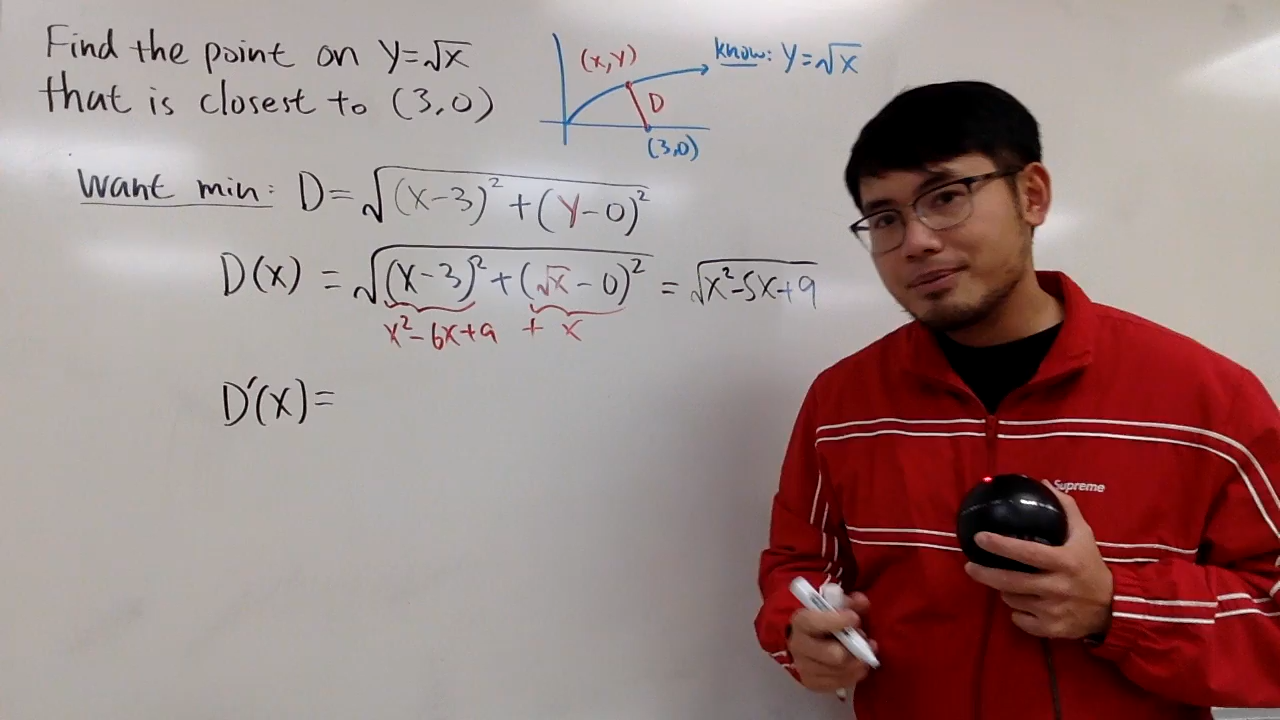 Find the point on y=√x
that is closest to (3,0)
(x,y)
know: y=√x
D
(3,0)
Want min: D=√((x-3)²+(y-0)²)
D(x) = √((x-3)²+(√x-0)²) = √(x²-5x+9)
x²-6x+9 + x
D'(x)=
Supreme